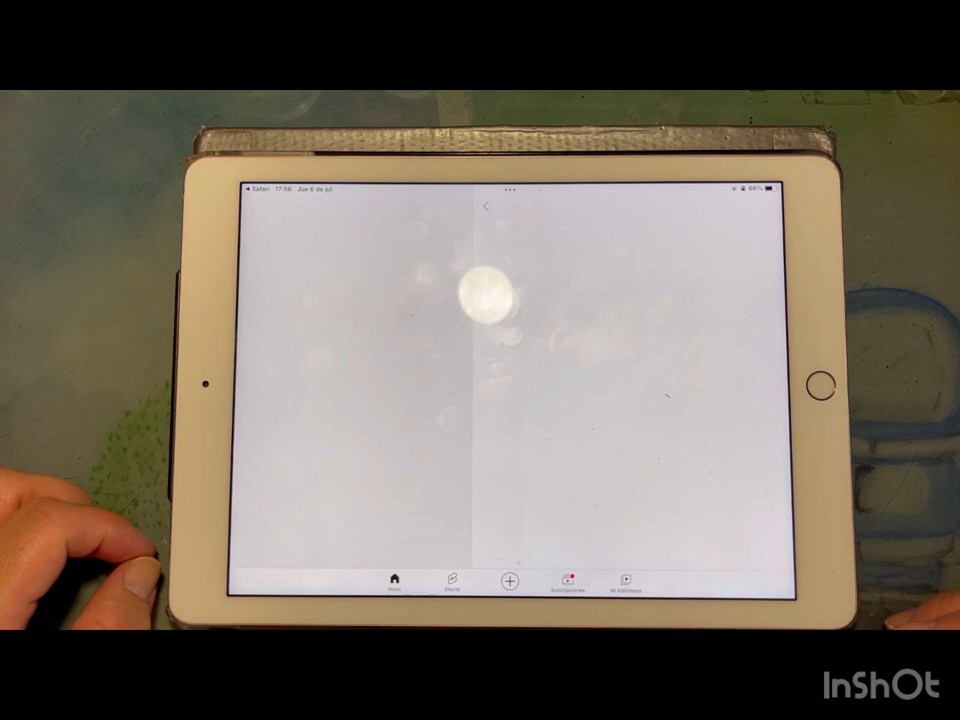 ◀ Safari 17:56 Jue 6 de jul
66%
Inicio
Shorts
Suscripciones
Mi biblioteca
InShOt